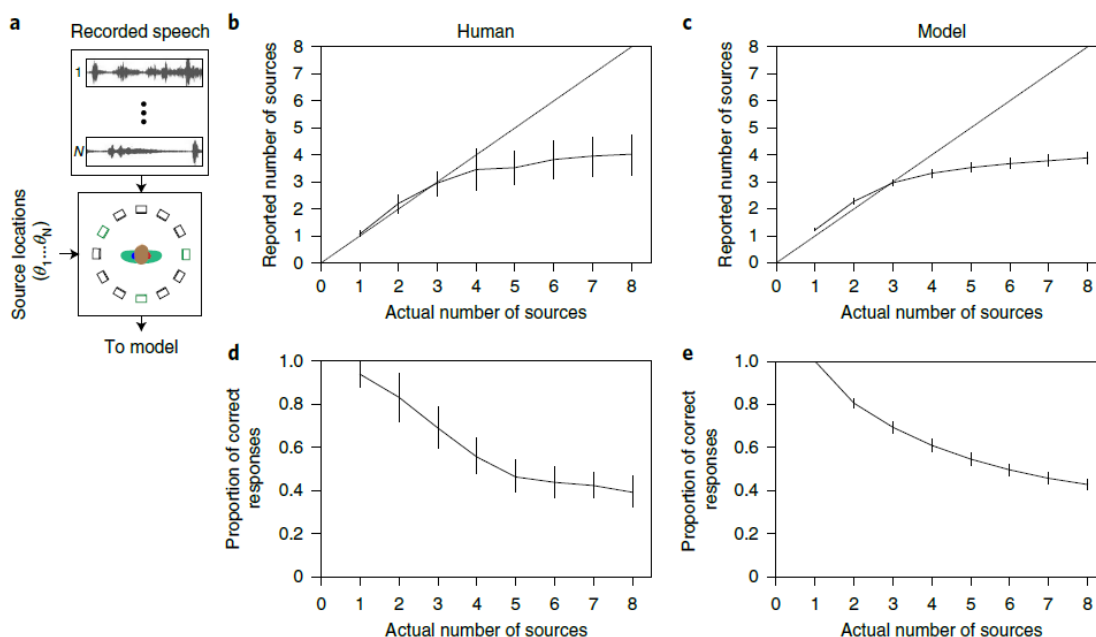 a
Recorded speech
1
N
Source locations
(θ1...θN)
To model
b
Human
Reported number of sources
8
7
6
5
4
3
2
1
0
0 1 2 3 4 5 6 7 8
Actual number of sources
c
Model
Reported number of sources
8
7
6
5
4
3
2
1
0
0 1 2 3 4 5 6 7 8
Actual number of sources
d
Proportion of correct
responses
1.0
0.8
0.6
0.4
0.2
0
0 1 2 3 4 5 6 7 8
Actual number of sources
e
Proportion of correct
responses
1.0
0.8
0.6
0.4
0.2
0
0 1 2 3 4 5 6 7 8
Actual number of sources